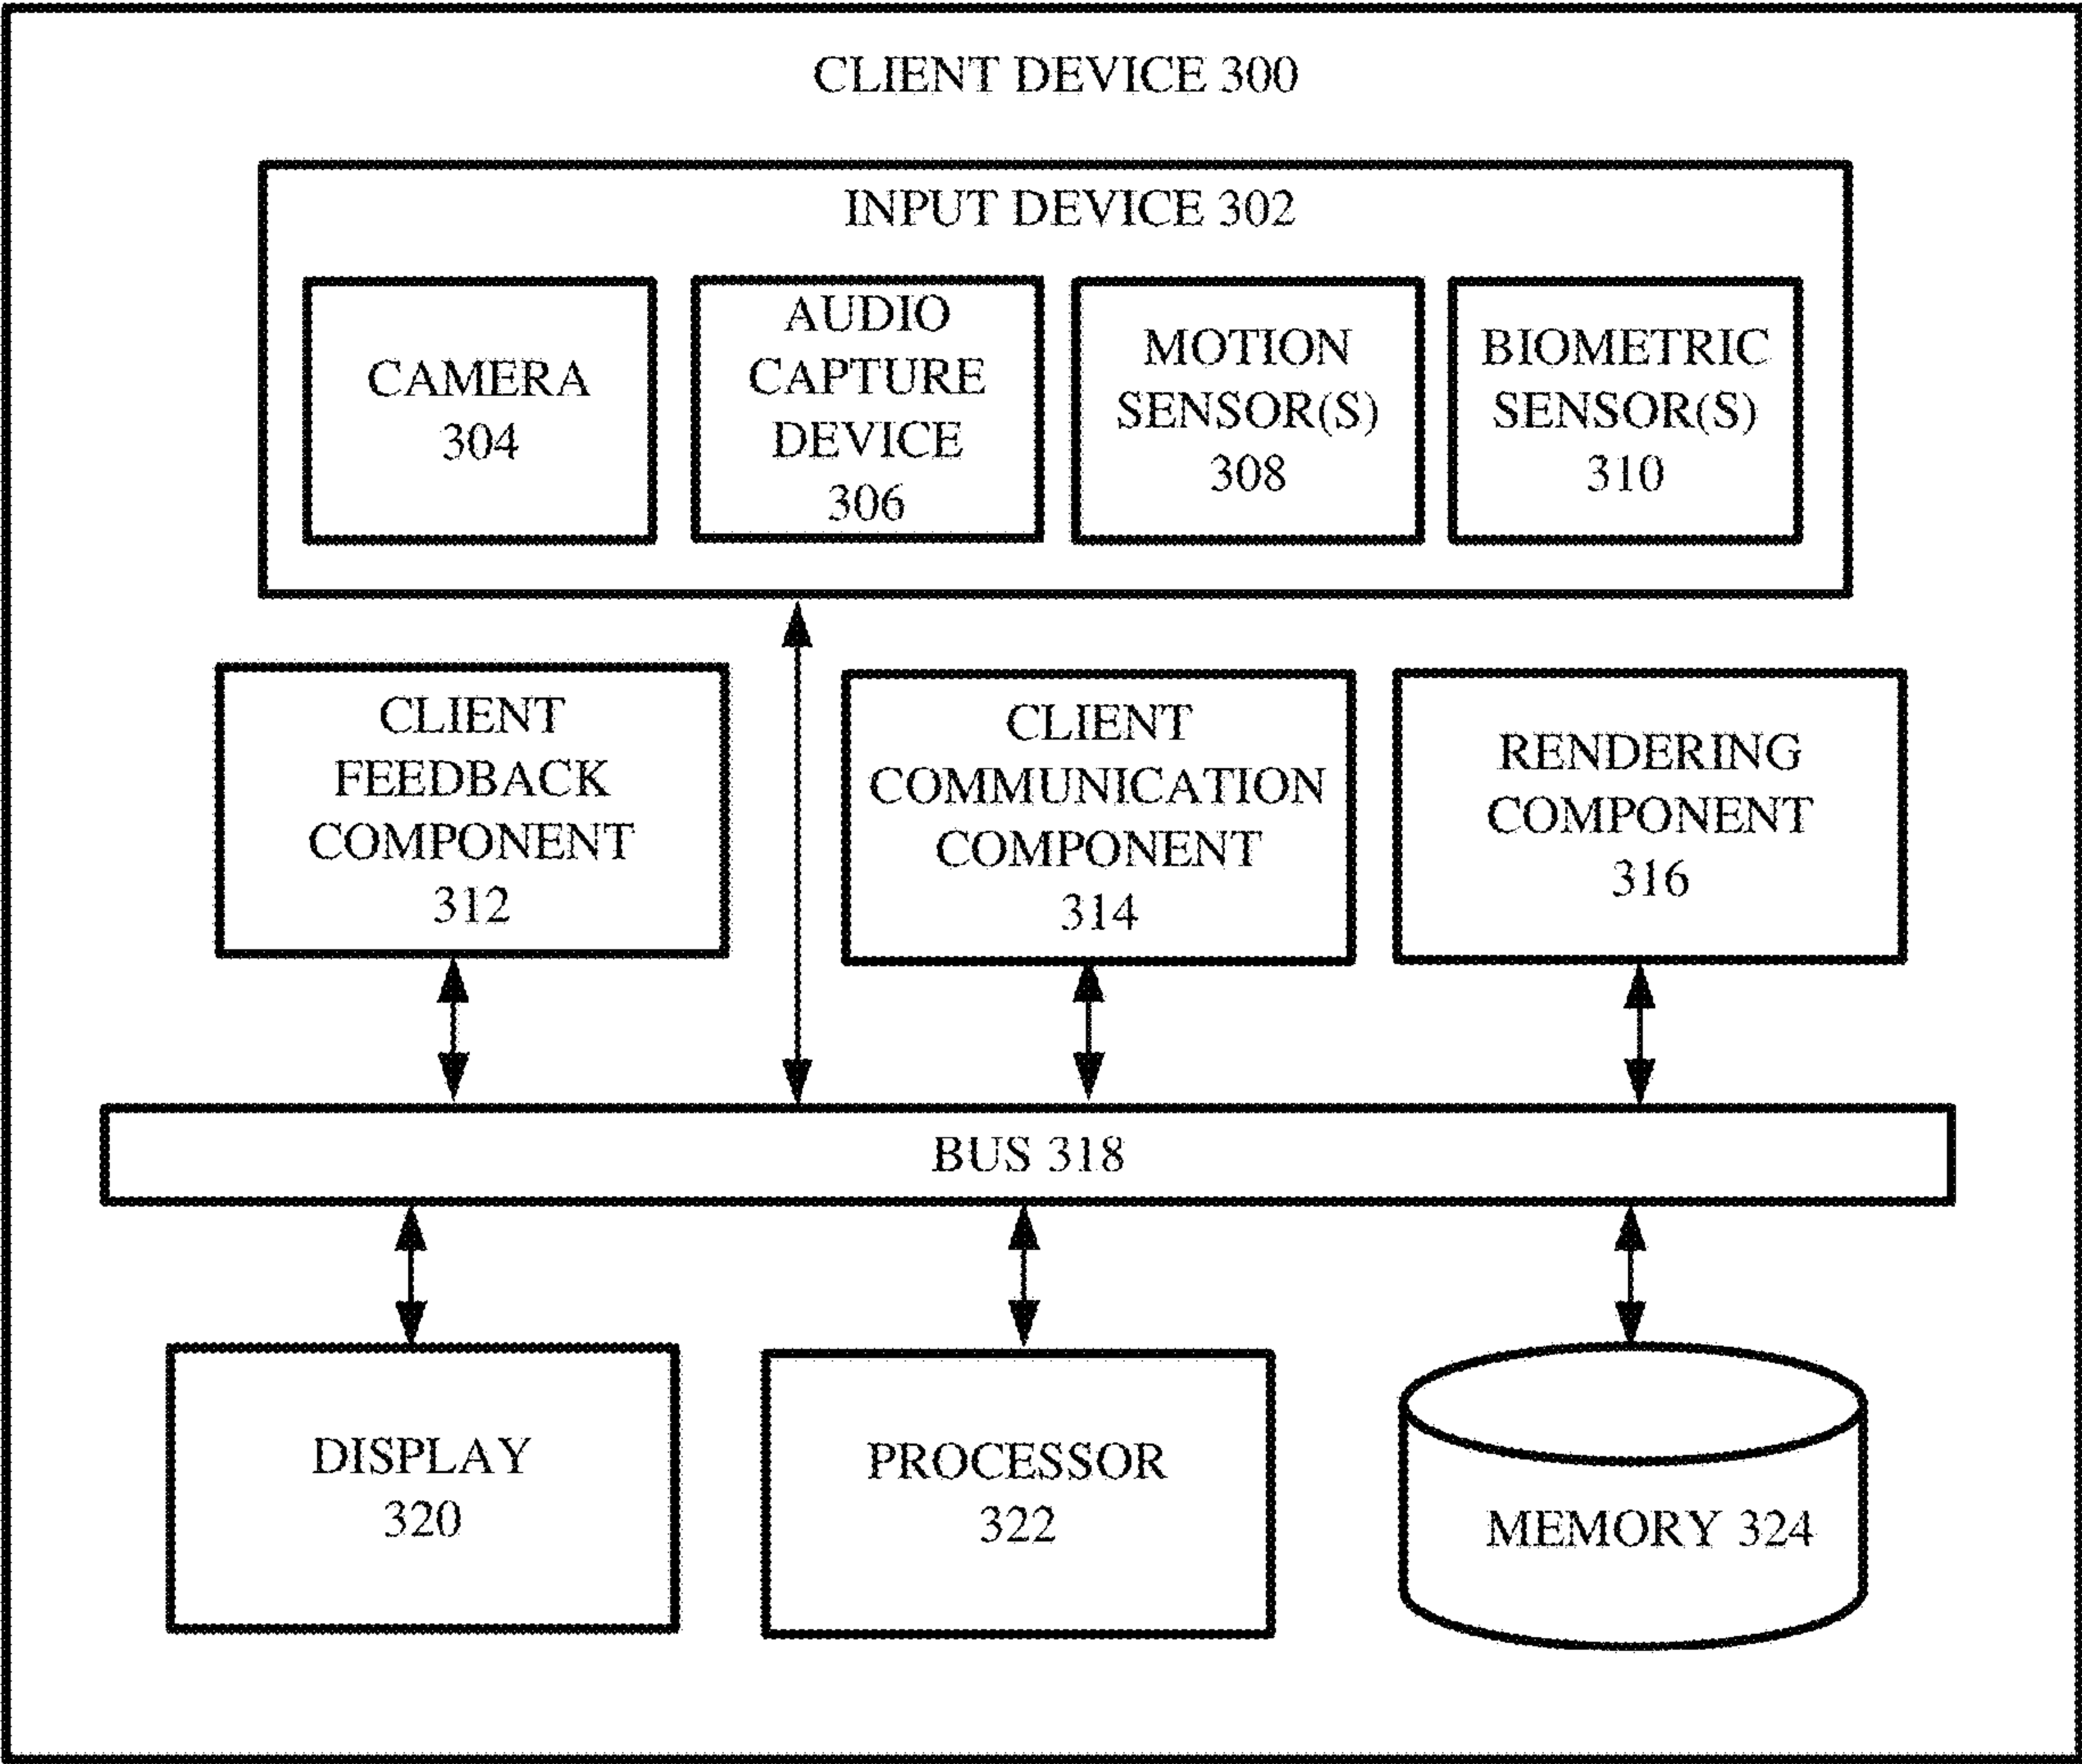 CLIENT DEVICE 300
INPUT DEVICE 302
CAMERA
304
AUDIO
CAPTURE
DEVICE
306
MOTION
SENSOR(S)
308
BIOMETRIC
SENSOR(S)
310
CLIENT
FEEDBACK
COMPONENT
312
CLIENT
COMMUNICATION
COMPONENT
314
RENDERING
COMPONENT
316
BUS 318
DISPLAY
320
PROCESSOR
322
MEMORY 324